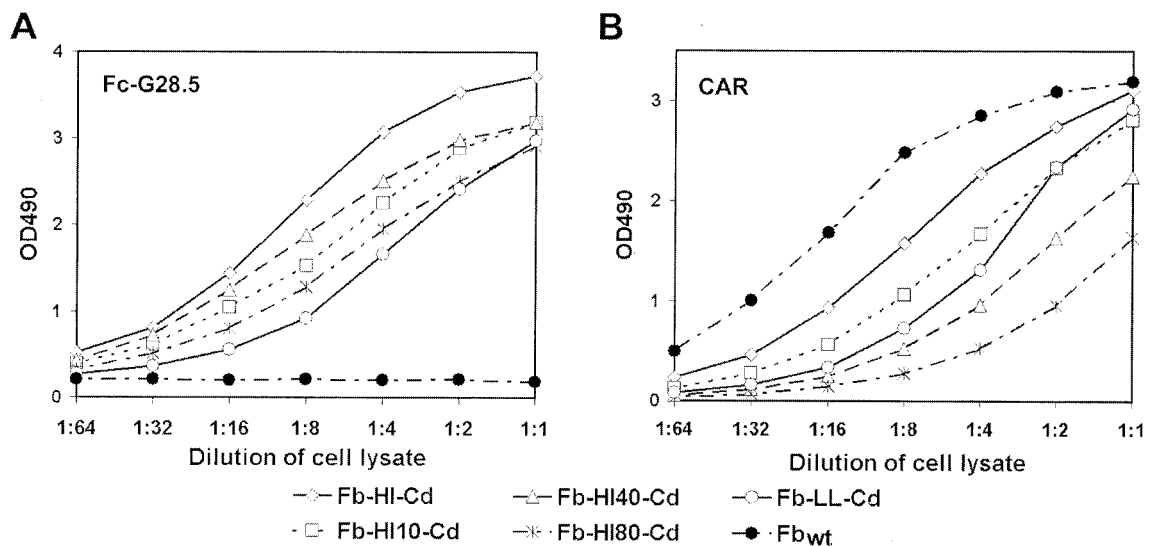 A
B
4
3
2
1
0
OD490
Fc-G28.5
1:64 1:32 1:16 1:8 1:4 1:2 1:1
Dilution of cell lysate
3
2
1
0
OD490
CAR
1:64 1:32 1:16 1:8 1:4 1:2 1:1
Dilution of cell lysate
Fb-HI-Cd Fb-HI40-Cd Fb-LL-Cd
Fb-HI10-Cd Fb-HI80-Cd Fbwt